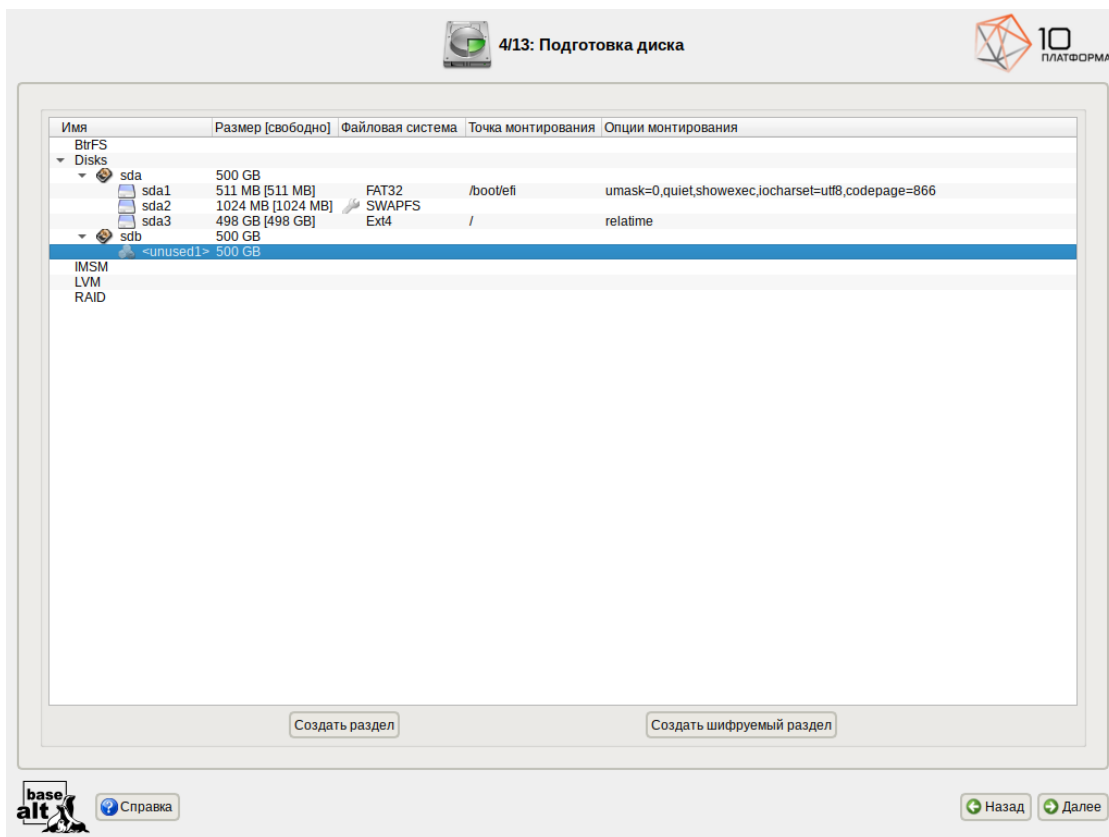 4/13: Подготовка диска
10
ПЛАТФОРМА
Имя Размер [свободно] Файловая система Точка монтирования Опции монтирования
BtrFS
Disks
sda 500 GB
sda1 511 MB [511 MB] FAT32 /boot/efi umask=0,quiet,showexec,iocharset=utf8,codepage=866
sda2 1024 MB [1024 MB] SWAPFS
sda3 498 GB [498 GB] Ext4 / relatime
sdb 500 GB
<unused1> 500 GB
IMSM
LVM
RAID
Создать раздел Создать шифруемый раздел
base
alt
Справка Назад Далее